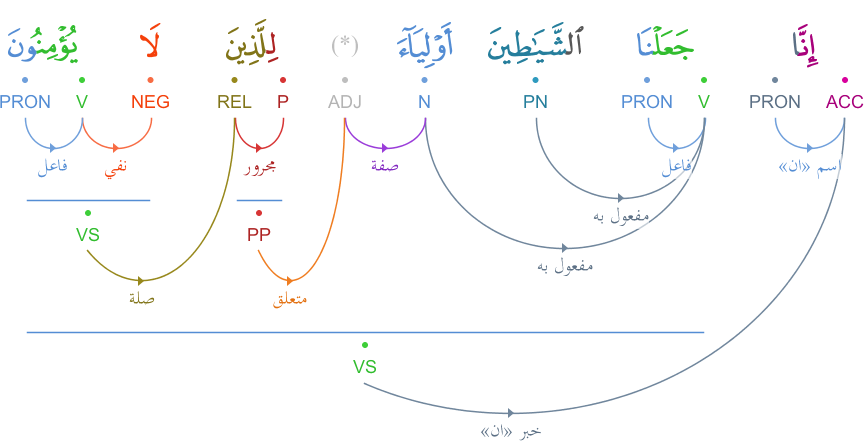 إِنَّا جَعَلْنَا ٱلشَّيَـٰطِينَ أَوْلِيَآءَ (*) لِلَّذِينَ لَا يُؤْمِنُونَ
PRON V NEG REL P ADJ N PN PRON V PRON ACC
فاعل نفي مجرور صفة فاعل اسم «ان»
مفعول به
VS PP
مفعول به
صلة متعلق
VS
خبر «ان»